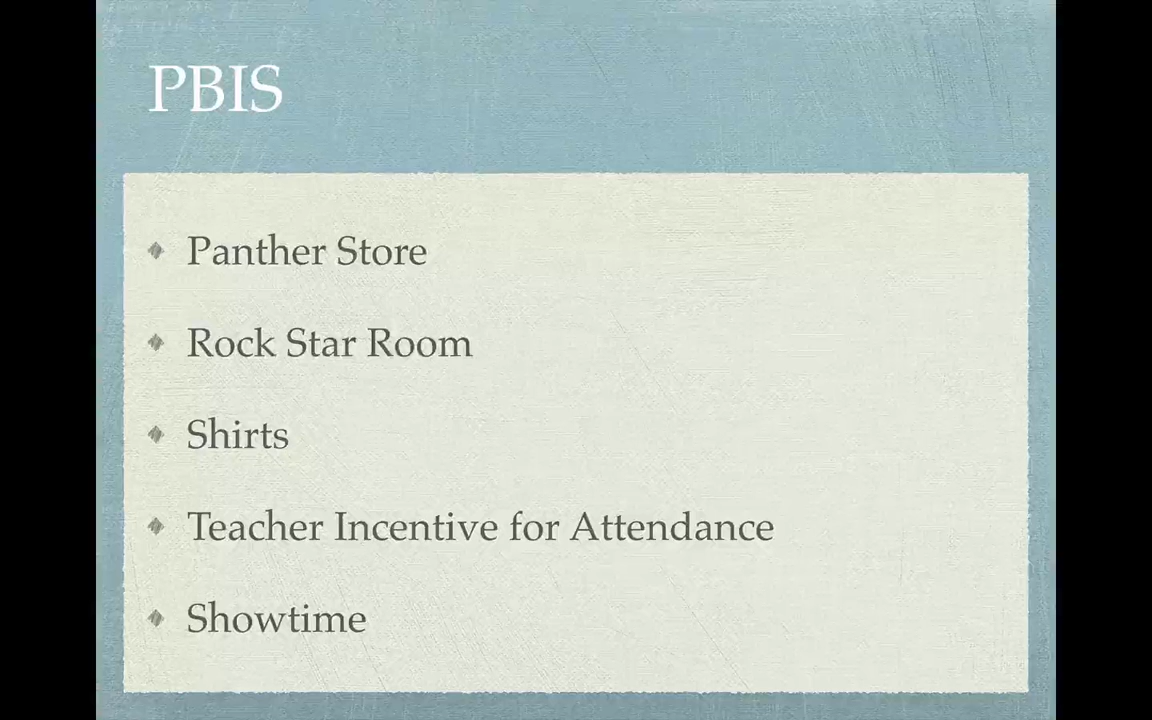 PBIS
Panther Store
Rock Star Room
Shirts
Teacher Incentive for Attendance
Showtime